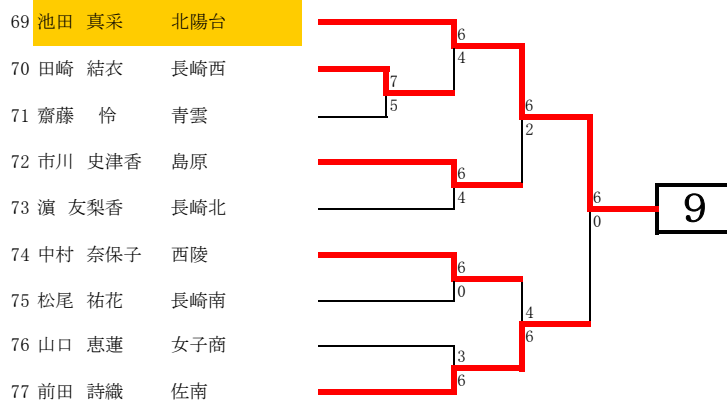 69 池田 真采 北陽台
6
4
70 田崎 結衣 長崎西
7
5
6
2
71 齋藤 怜 青雲
72 市川 史津香 島原
6
4
6
0
9
73 濵 友梨香 長崎北
74 中村 奈保子 西陵
6
0
75 松尾 祐花 長崎南
4
6
76 山口 恵蓮 女子商
3
6
77 前田 詩織 佐南